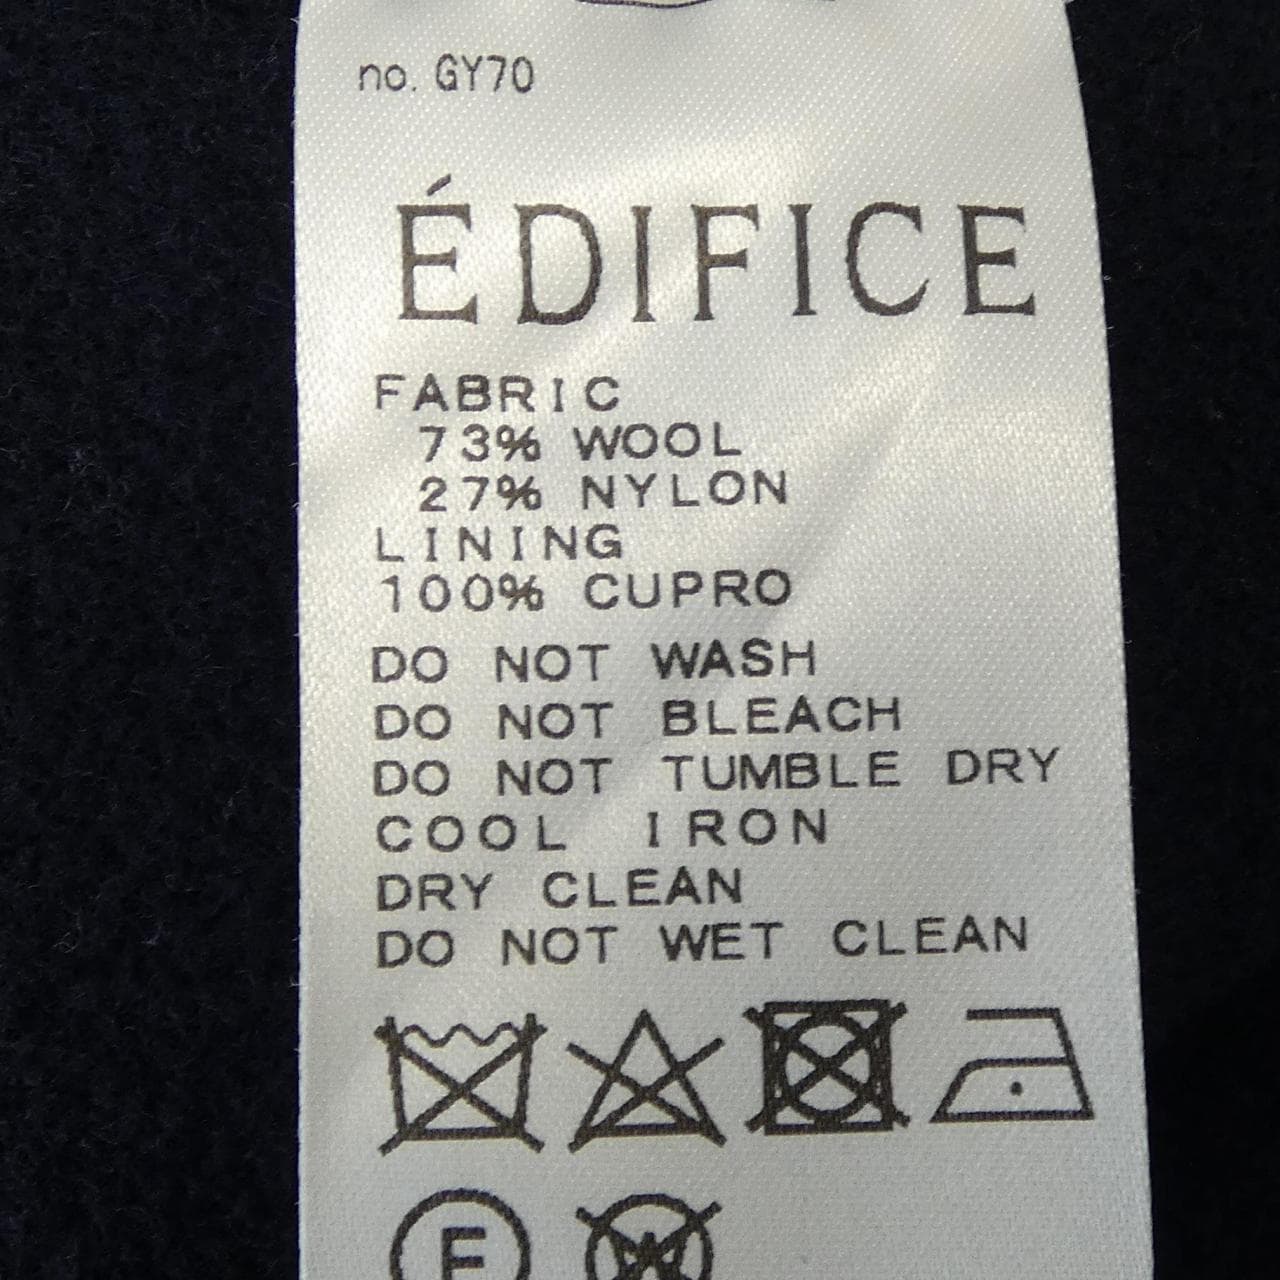 no. GY70
ÉDIFICE
FABRIC
73% WOOL
27% NYLON
LINING
100% CUPRO
DO NOT WASH
DO NOT BLEACH
DO NOT TUMBLE DRY
COOL IRON
DRY CLEAN
DO NOT WET CLEAN
F W